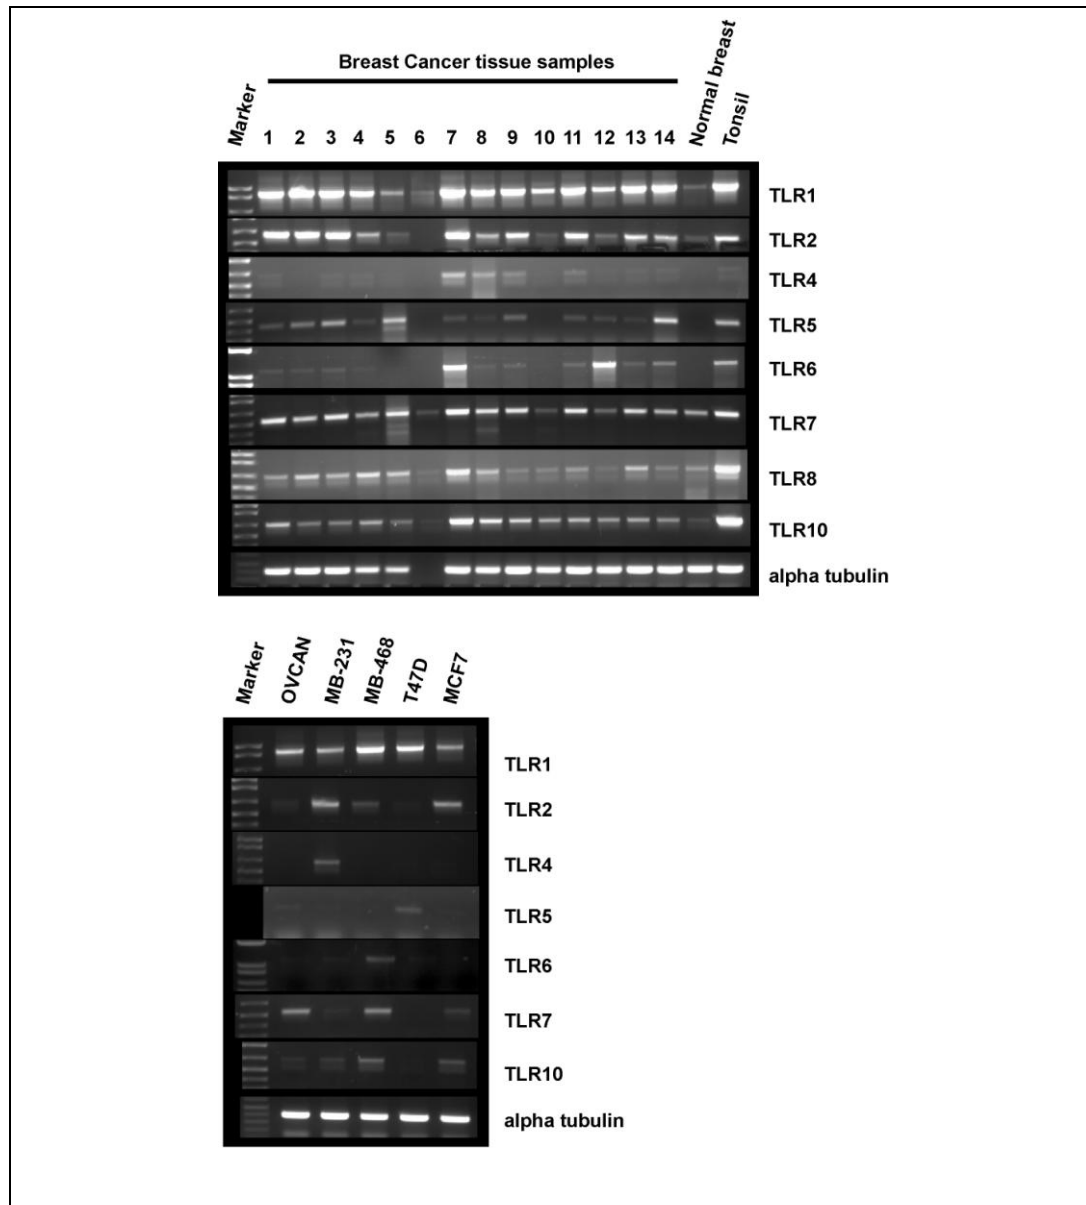 Breast Cancer tissue samples
Marker 1 2 3 4 5 6 7 8 9 10 11 12 13 14 Normal breast Tonsil
TLR1
TLR2
TLR4
TLR5
TLR6
TLR7
TLR8
TLR10
alpha tubulin
Marker OVCAN MB-231 MB-468 T47D MCF7
TLR1
TLR2
TLR4
TLR5
TLR6
TLR7
TLR10
alpha tubulin